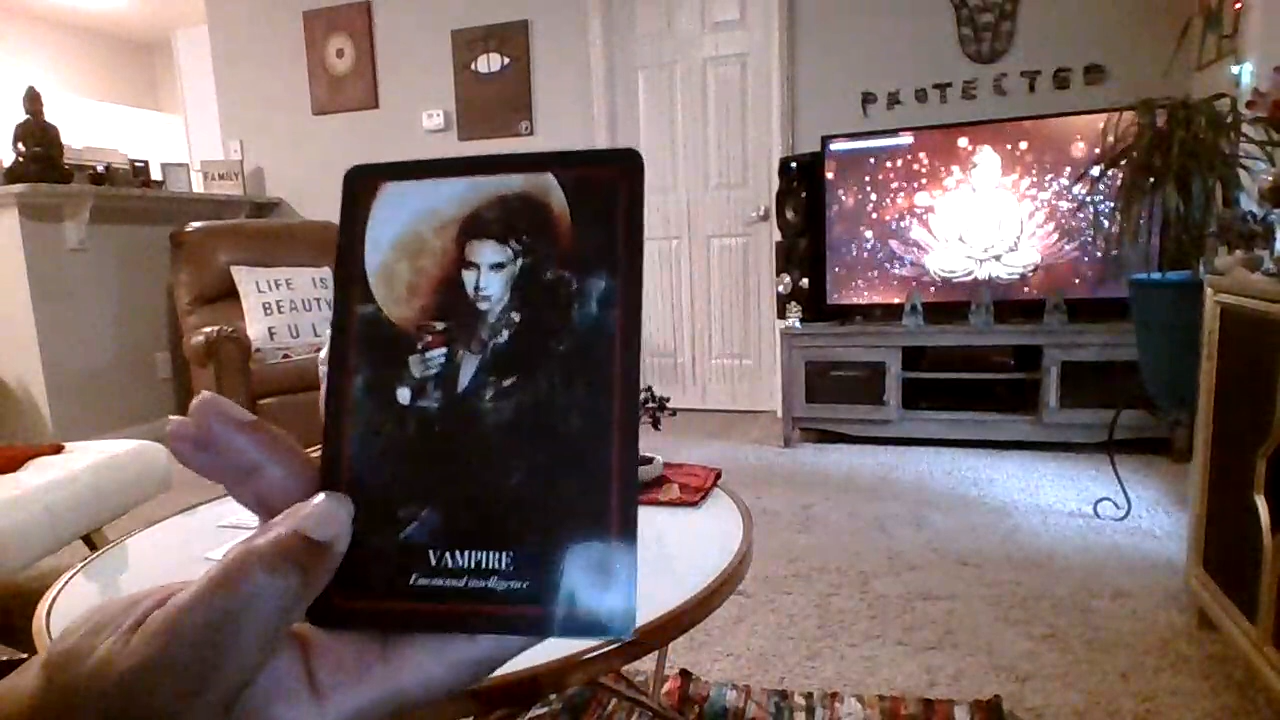 PROTECTED
FAMILY
LIFE IS
BEAUTY
FUL
VAMPIRE
Emotional intelligence